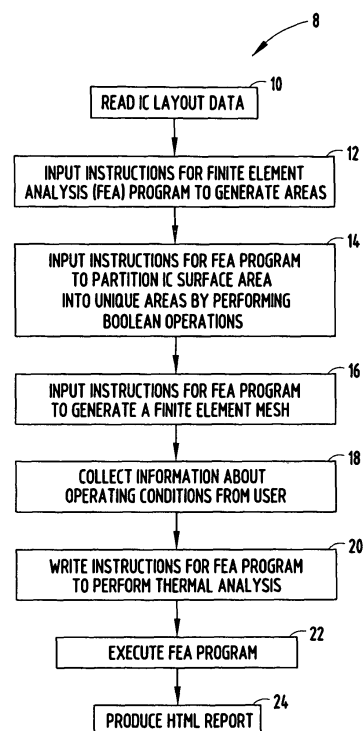 8
10
READ IC LAYOUT DATA
12
INPUT INSTRUCTIONS FOR FINITE ELEMENT
ANALYSIS (FEA) PROGRAM TO GENERATE AREAS
14
INPUT INSTRUCTIONS FOR FEA PROGRAM
TO PARTITION IC SURFACE AREA
INTO UNIQUE AREAS BY PERFORMING
BOOLEAN OPERATIONS
16
INPUT INSTRUCTIONS FOR FEA PROGRAM
TO GENERATE A FINITE ELEMENT MESH
18
COLLECT INFORMATION ABOUT
OPERATING CONDITIONS FROM USER
20
WRITE INSTRUCTIONS FOR FEA PROGRAM
TO PERFORM THERMAL ANALYSIS
22
EXECUTE FEA PROGRAM
24
PRODUCE HTML REPORT